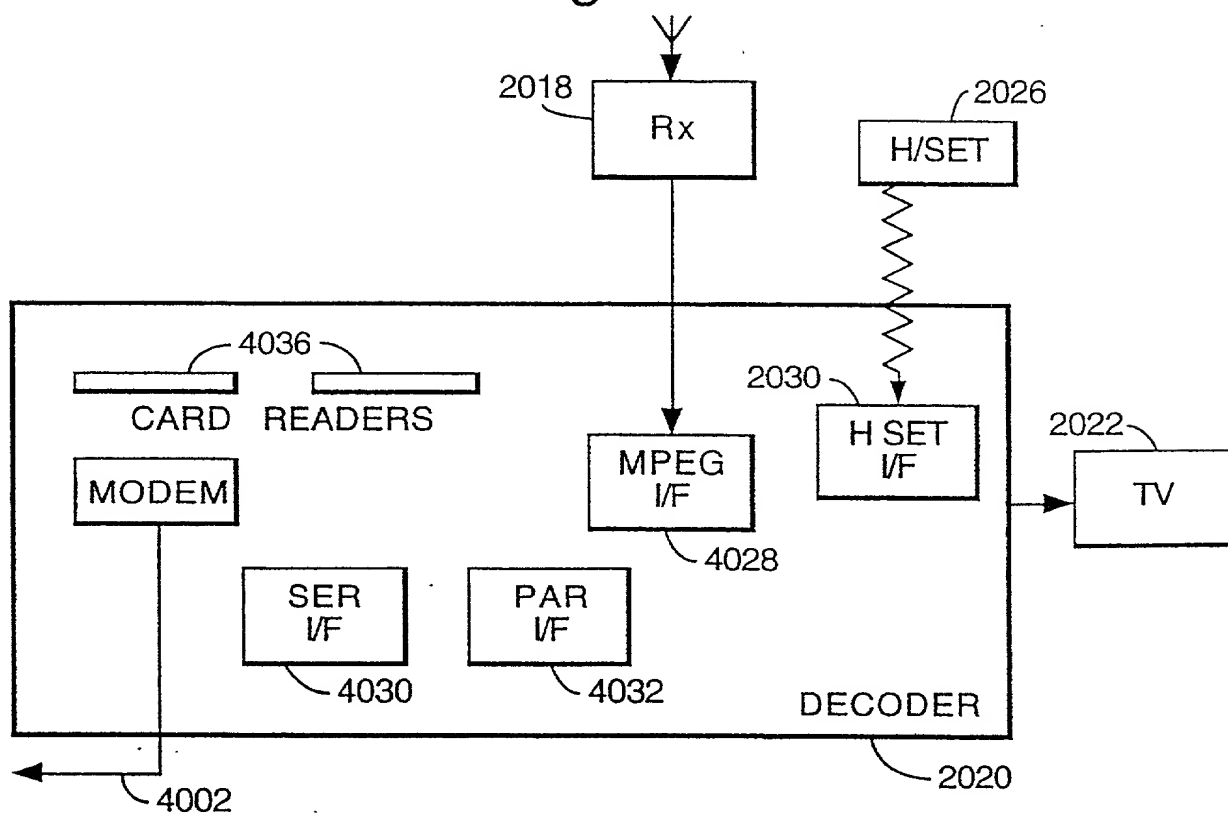 2018
Rx
2026
H/SET
4036
CARD READERS
2030
H SET
I/F
MPEG
I/F
4028
2022
TV
MODEM
SER
I/F
4030
PAR
I/F
4032
DECODER
2020
4002